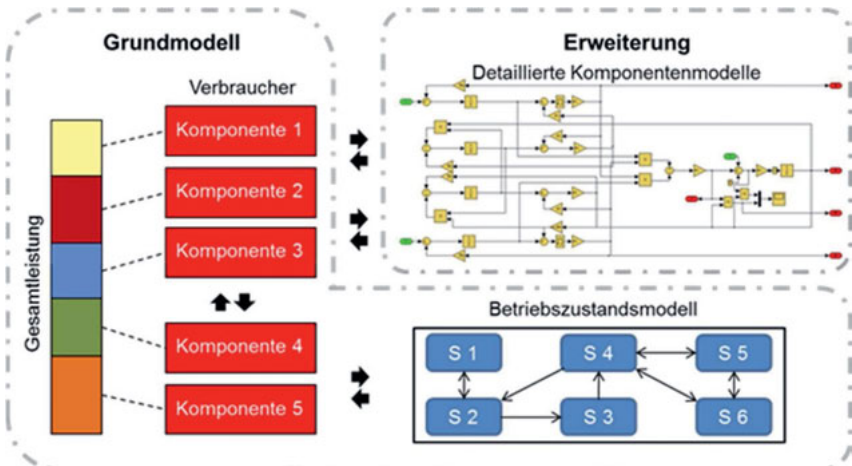 Grundmodell
Verbraucher
Gesamtleistung
Komponente 1
Komponente 2
Komponente 3
Komponente 4
Komponente 5
Erweiterung
Detaillierte Komponentenmodelle
Betriebszustandsmodell
S 1
S 4
S 5
S 2
S 3
S 6